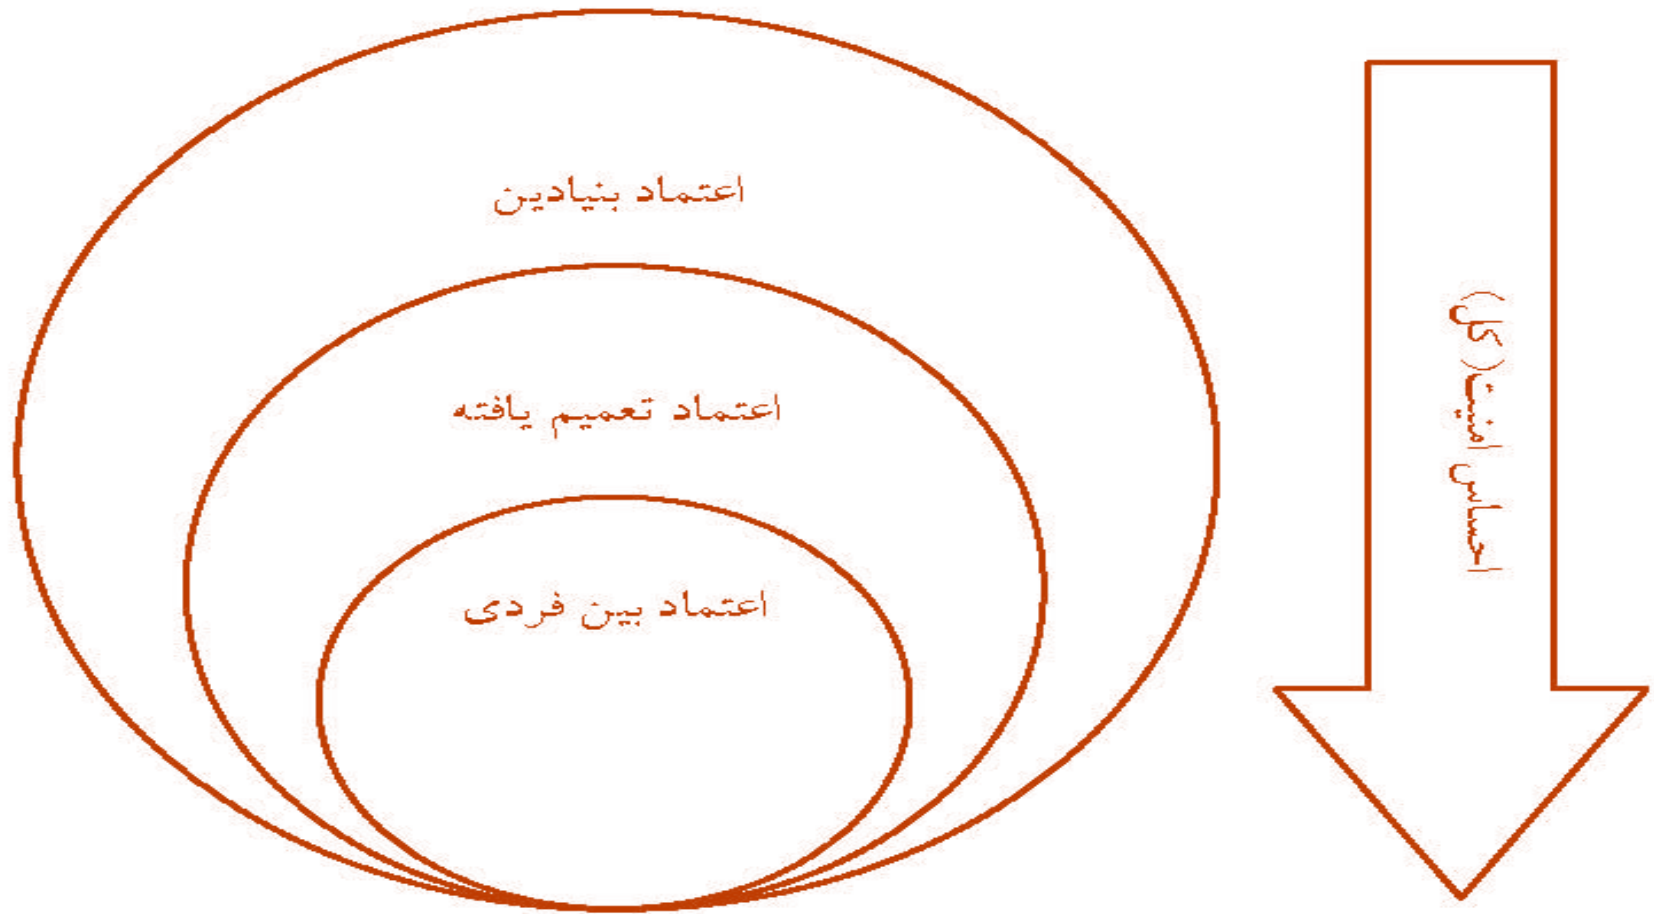 اعتماد بنیادین
اعتماد تعمیم یافته
اعتماد بین فردی
احساس امنیت(کل)